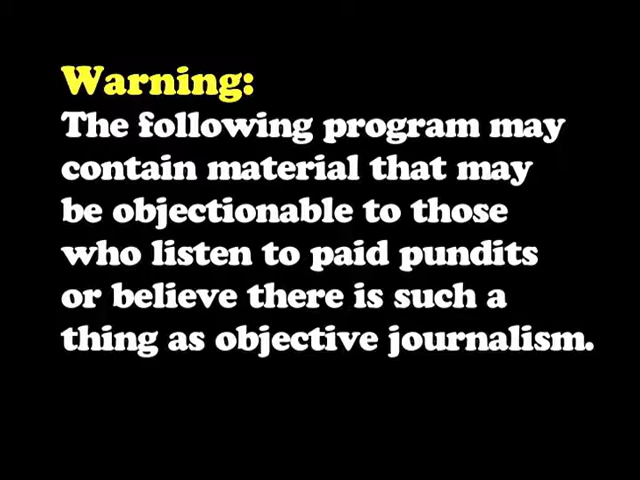 Warning:
The following program may
contain material that may
be objectionable to those
who listen to paid pundits
or believe there is such a
thing as objective journalism.